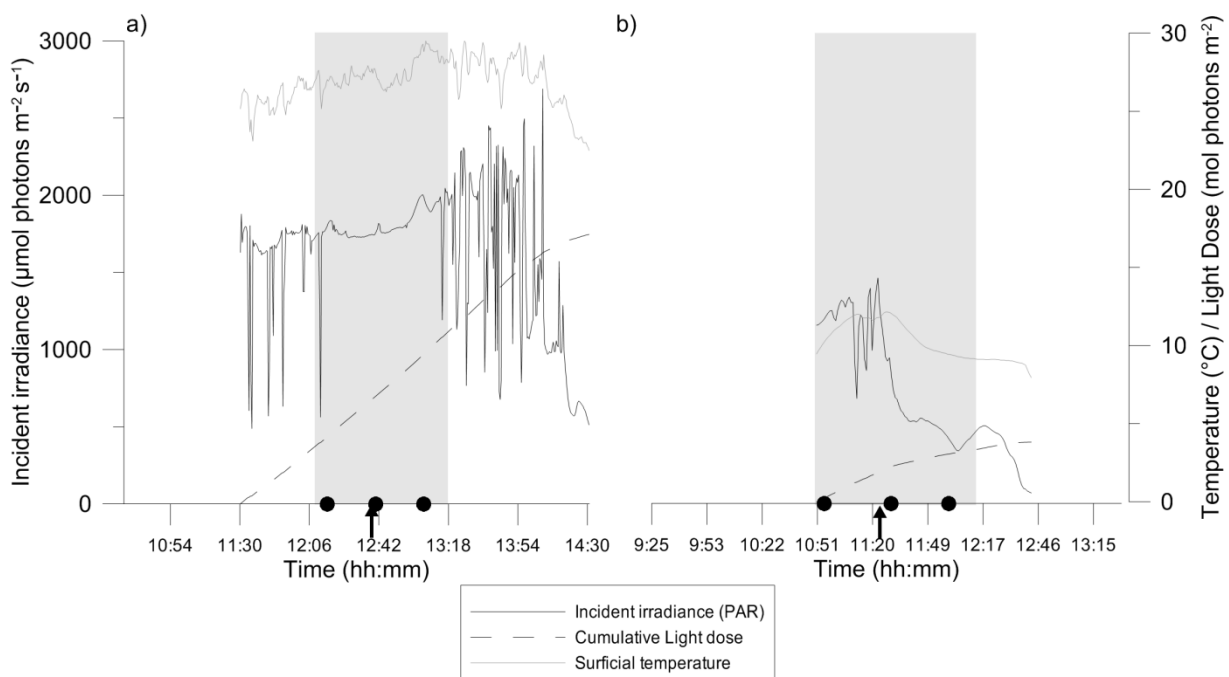 a)
b)
3000
2000
1000
0
Incident irradiance (µmol photons m⁻² s⁻¹)
30
20
10
0
Temperature (°C) / Light Dose (mol photons m⁻²)
10:54 11:30 12:06 12:42 13:18 13:54 14:30
Time (hh:mm)
9:25 9:53 10:22 10:51 11:20 11:49 12:17 12:46 13:15
Time (hh:mm)
Incident irradiance (PAR)
Cumulative Light dose
Surficial temperature